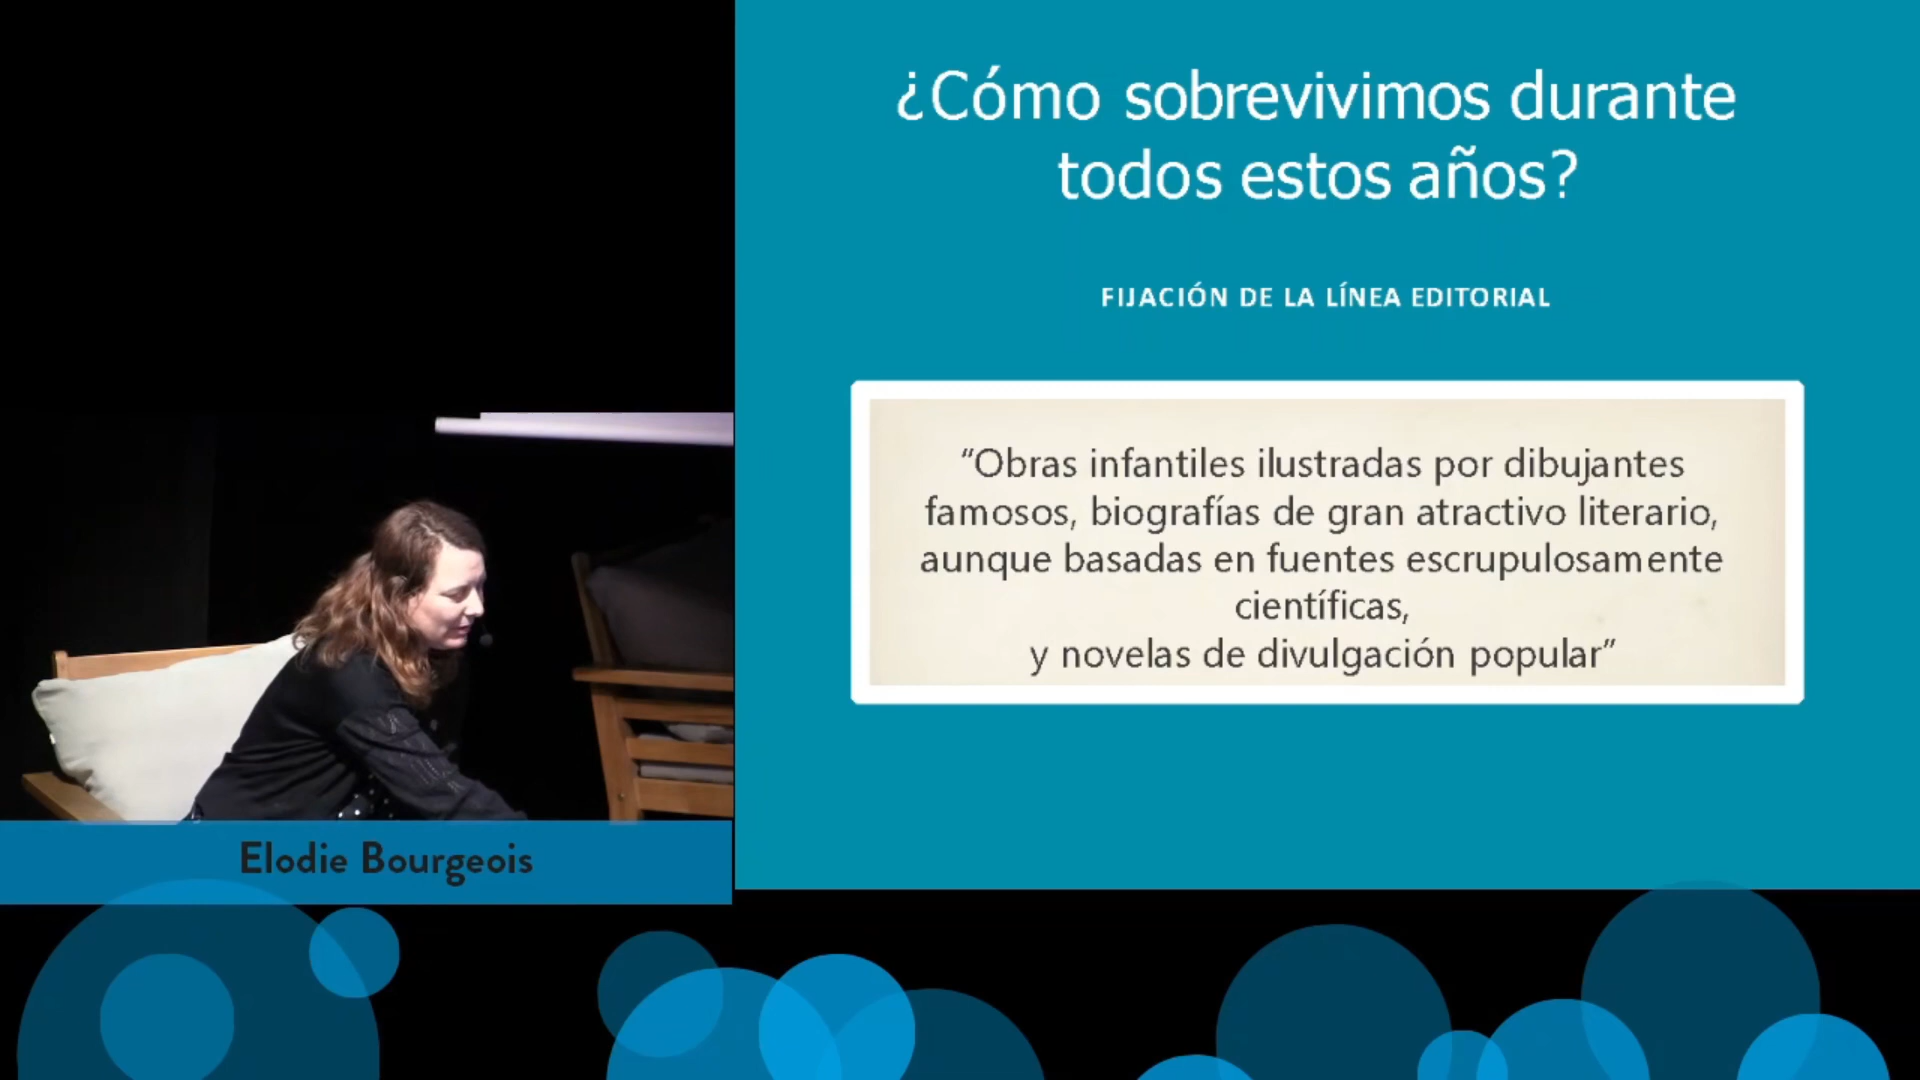 ¿Cómo sobrevivimos durante
todos estos años?
FIJACIÓN DE LA LÍNEA EDITORIAL
“Obras infantiles ilustradas por dibujantes
famosos, biografías de gran atractivo literario,
aunque basadas en fuentes escrupulosamente
científicas,
y novelas de divulgación popular”
Elodie Bourgeois